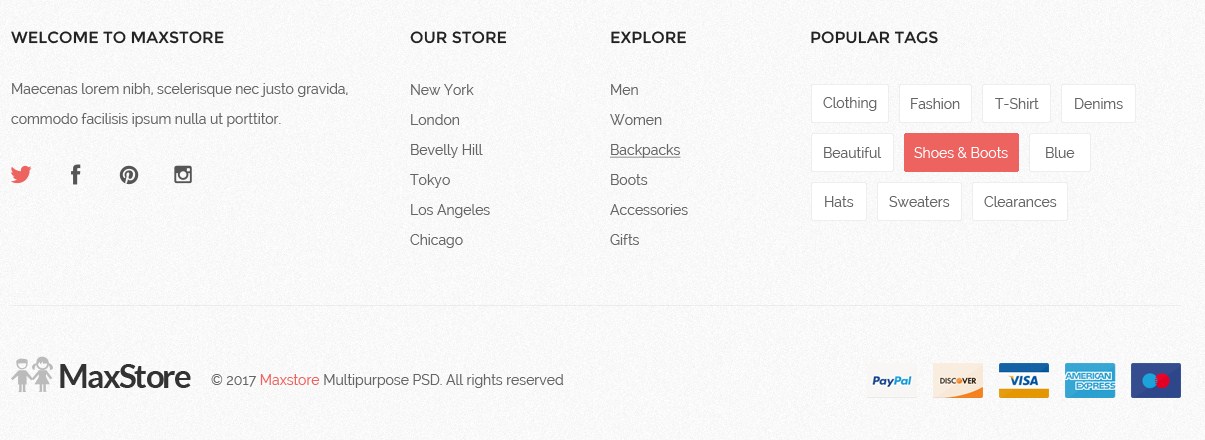 WELCOME TO MAXSTORE
Maecenas lorem nibh, scelerisque nec justo gravida,
commodo facilisis ipsum nulla ut porttitor.
OUR STORE
New York
London
Bevelly Hill
Tokyo
Los Angeles
Chicago
EXPLORE
Men
Women
Backpacks
Boots
Accessories
Gifts
POPULAR TAGS
Clothing Fashion T-Shirt Denims
Beautiful Shoes & Boots Blue
Hats Sweaters Clearances
MaxStore © 2017 Maxstore Multipurpose PSD. All rights reserved
PayPal
DISCOVER
VISA
AMERICAN
EXPRESS